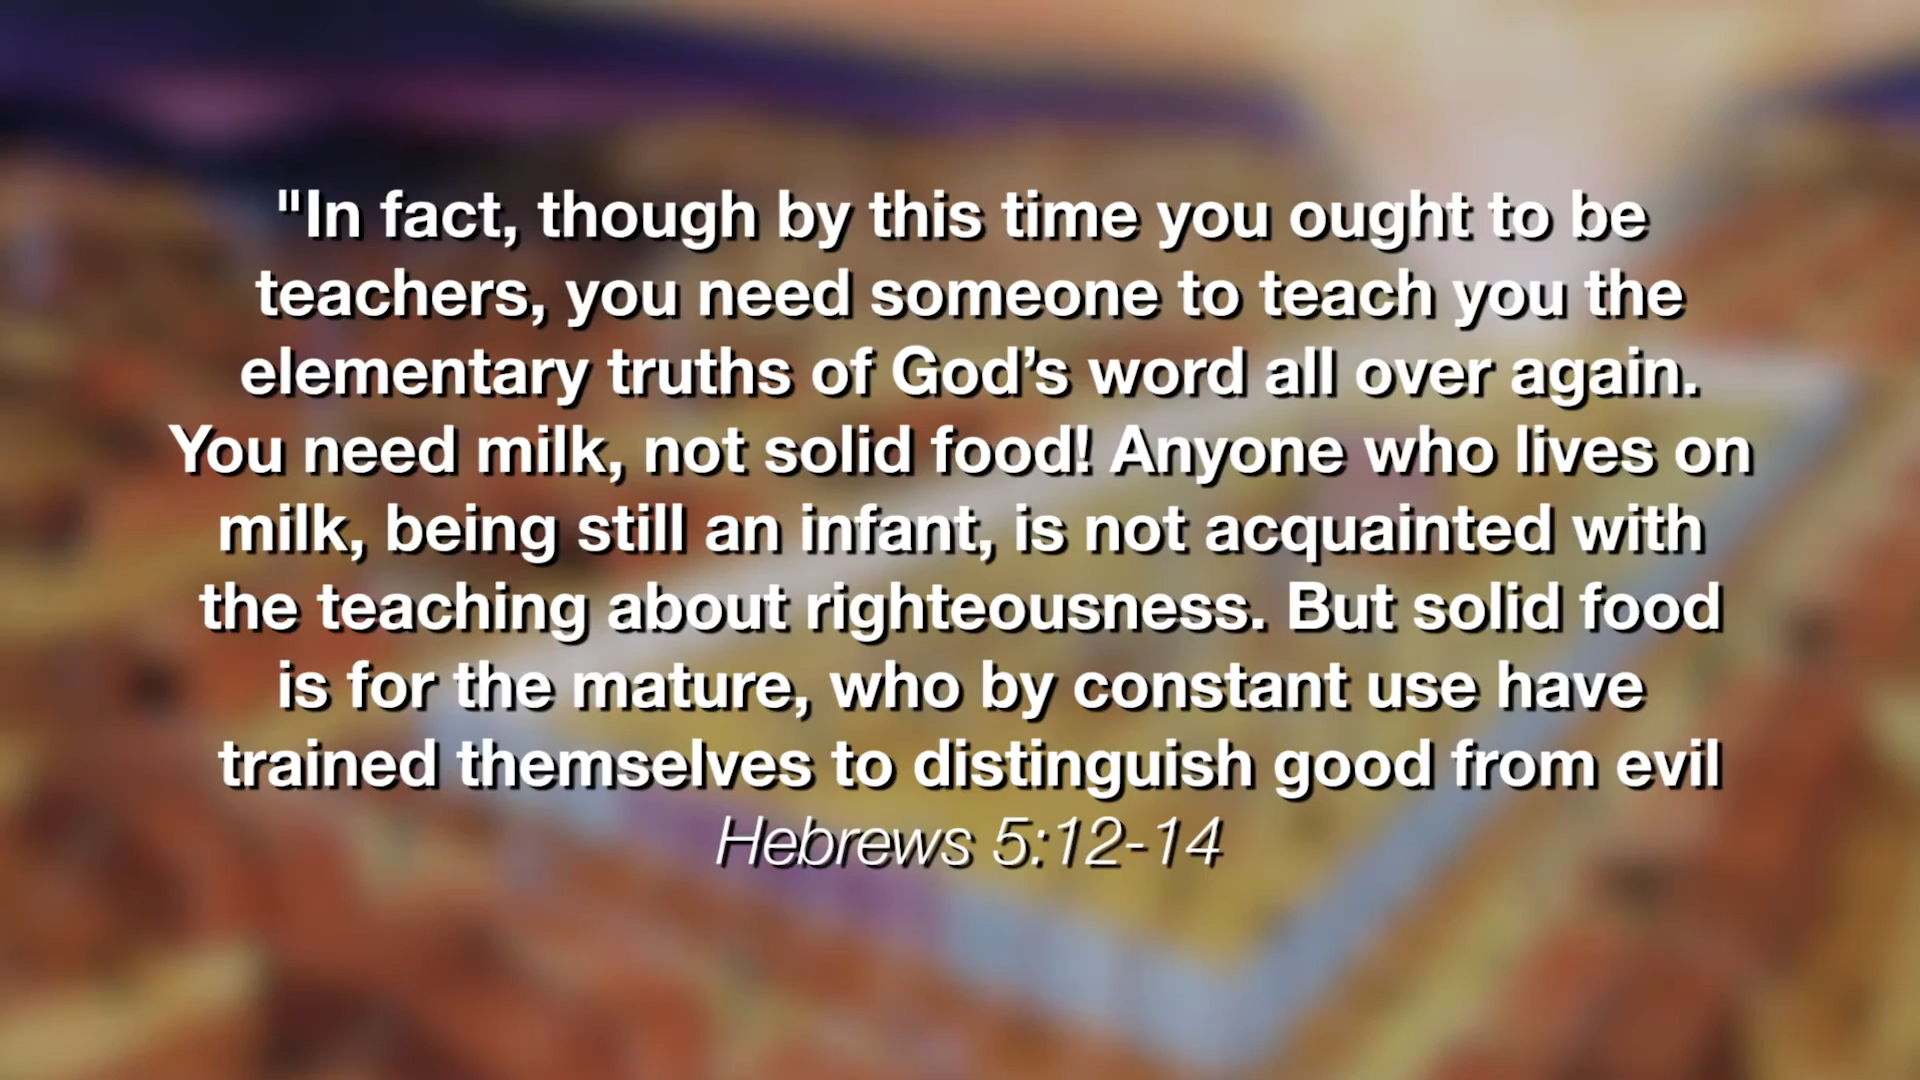 "In fact, though by this time you ought to be
teachers, you need someone to teach you the
elementary truths of God’s word all over again.
You need milk, not solid food! Anyone who lives on
milk, being still an infant, is not acquainted with
the teaching about righteousness. But solid food
is for the mature, who by constant use have
trained themselves to distinguish good from evil
Hebrews 5:12-14